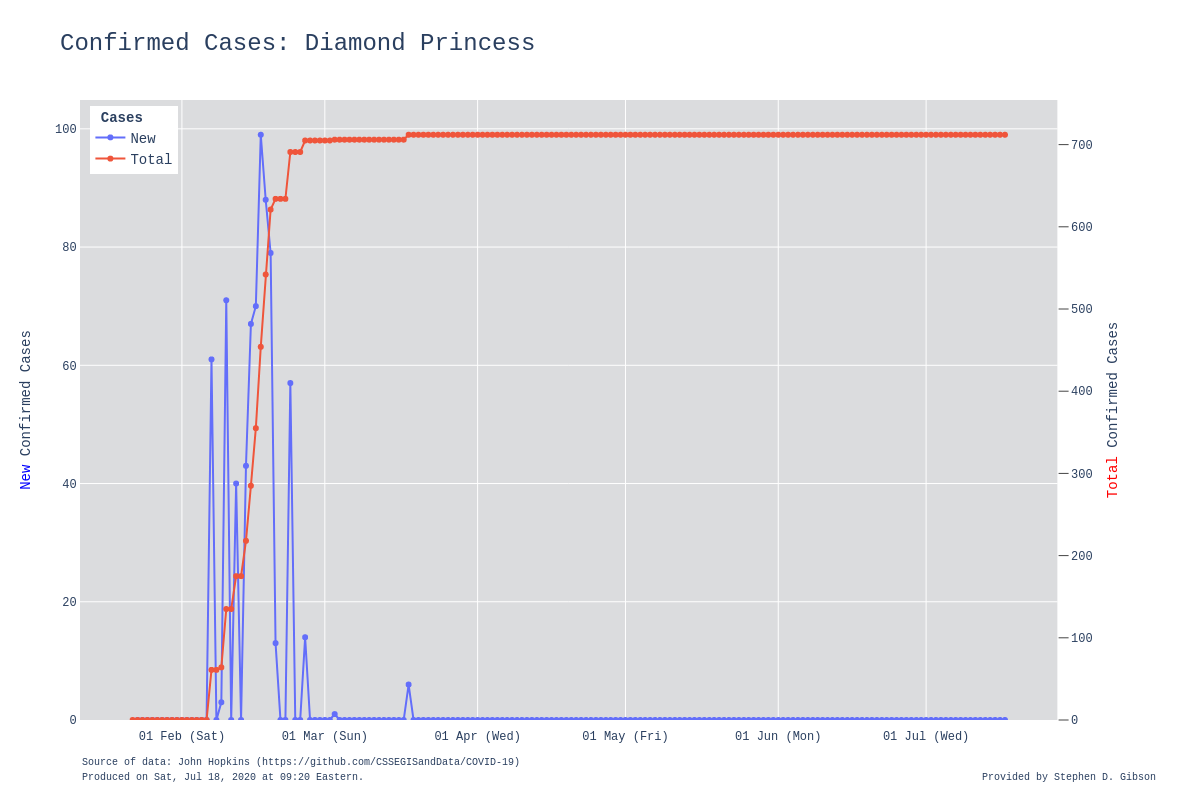 Confirmed Cases: Diamond Princess
Cases
New
Total
100
80
60
40
20
0
700
600
500
400
300
200
100
0
New Confirmed Cases
Total Confirmed Cases
01 Feb (Sat)
01 Mar (Sun)
01 Apr (Wed)
01 May (Fri)
01 Jun (Mon)
01 Jul (Wed)
Source of data: John Hopkins (https://github.com/CSSEGISandData/COVID-19)
Produced on Sat, Jul 18, 2020 at 09:20 Eastern.
Provided by Stephen D. Gibson